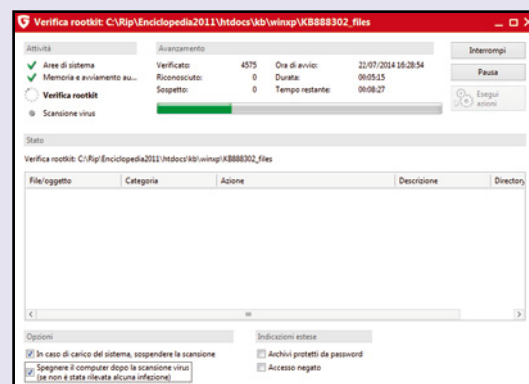 Verifica rootkit: C:\Rip\Enciclopedia2011\htdocs\kb\winxp\KB888302_files
Attività
Aree di sistema
Memoria e avviamento au...
Verifica rootkit
Scansione virus
Avanzamento
Verificato: 4575
Riconosciuto: 0
Sospetto: 0
Ora di avvio: 22/07/2014 16:28:54
Durata: 00:05:15
Tempo restante: 00:08:27
Interrompi
Pausa
Esegui azioni
Stato
Verifica rootkit: C:\Rip\Enciclopedia2011\htdocs\kb\winxp\KB888302_files
File/oggetto Categoria Azione Descrizione Directory
Opzioni
In caso di carico del sistema, sospendere la scansione
Spegnere il computer dopo la scansione virus
(se non è stata rilevata alcuna infezione)
Indicazioni estese
Archivi protetti da password
Accesso negato